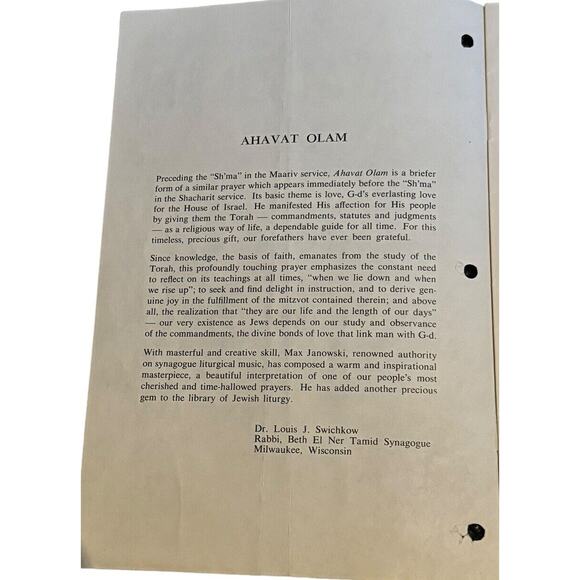 AHAVAT OLAM
Preceding the "Sh'ma" in the Maariv service, Ahavat Olam is a briefer
form of a similar prayer which appears immediately before the "Sh'ma"
in the Shacharit service. Its basic theme is love, G-d's everlasting love
for the House of Israel. He manifested His affection for His people
by giving them the Torah — commandments, statutes and judgments
— as a religious way of life, a dependable guide for all time. For this
timeless, precious gift, our forefathers have ever been grateful.
Since knowledge, the basis of faith, emanates from the study of the
Torah, this profoundly touching prayer emphasizes the constant need
to reflect on its teachings at all times, "when we lie down and when
we rise up"; to seek and find delight in instruction, and to derive gen-
uine joy in the fulfillment of the mitzvot contained therein; and above
all, the realization that "they are our life and the length of our days"
— our very existence as Jews depends on our study and observance
of the commandments, the divine bonds of love that link man with G-d.
With masterful and creative skill, Max Janowski, renowned authority
on synagogue liturgical music, has composed a warm and inspirational
masterpiece, a beautiful interpretation of one of our people's most
cherished and time-hallowed prayers. He has added another precious
gem to the library of Jewish liturgy.
Dr. Louis J. Swichkow
Rabbi, Beth El Ner Tamid Synagogue
Milwaukee, Wisconsin